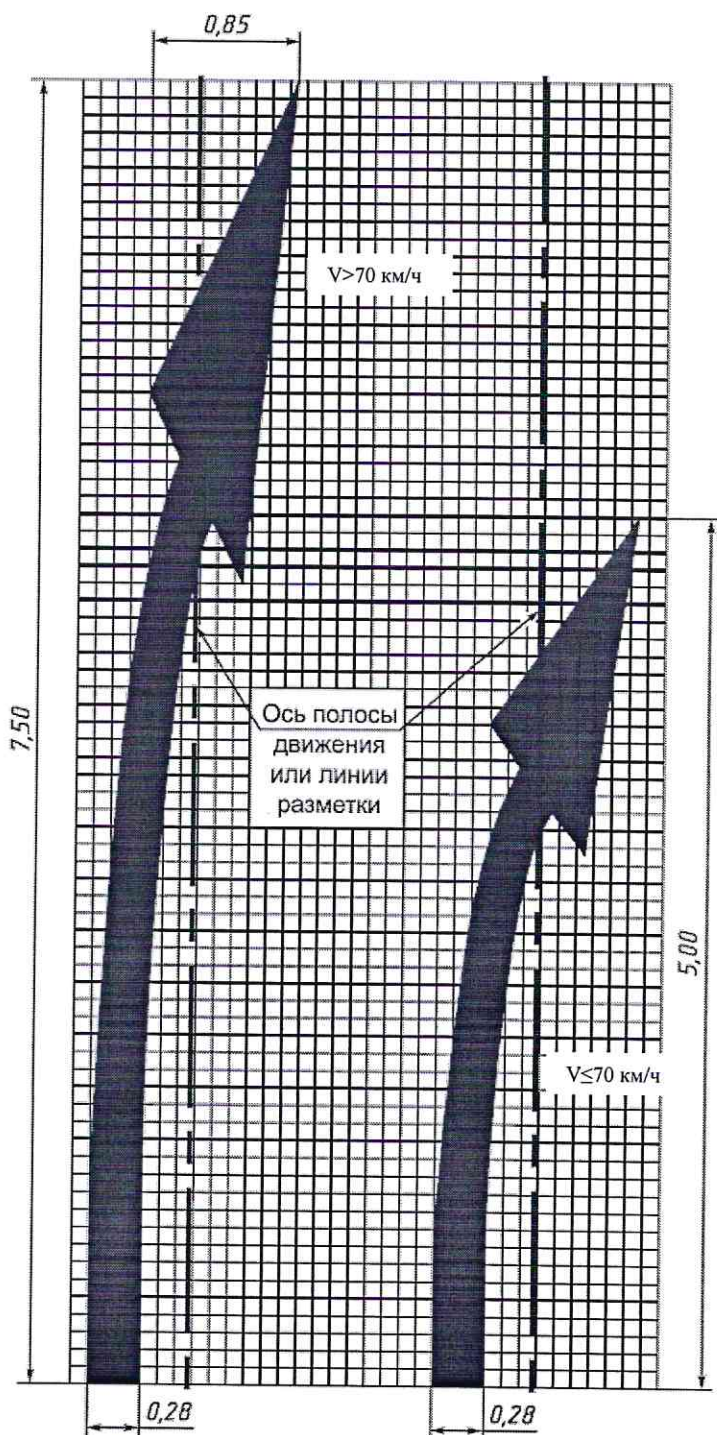 0,85
V>70 км/ч
7,50
Ось полосы
движения
или линии
разметки
5,00
V≤70 км/ч
0,28
0,28